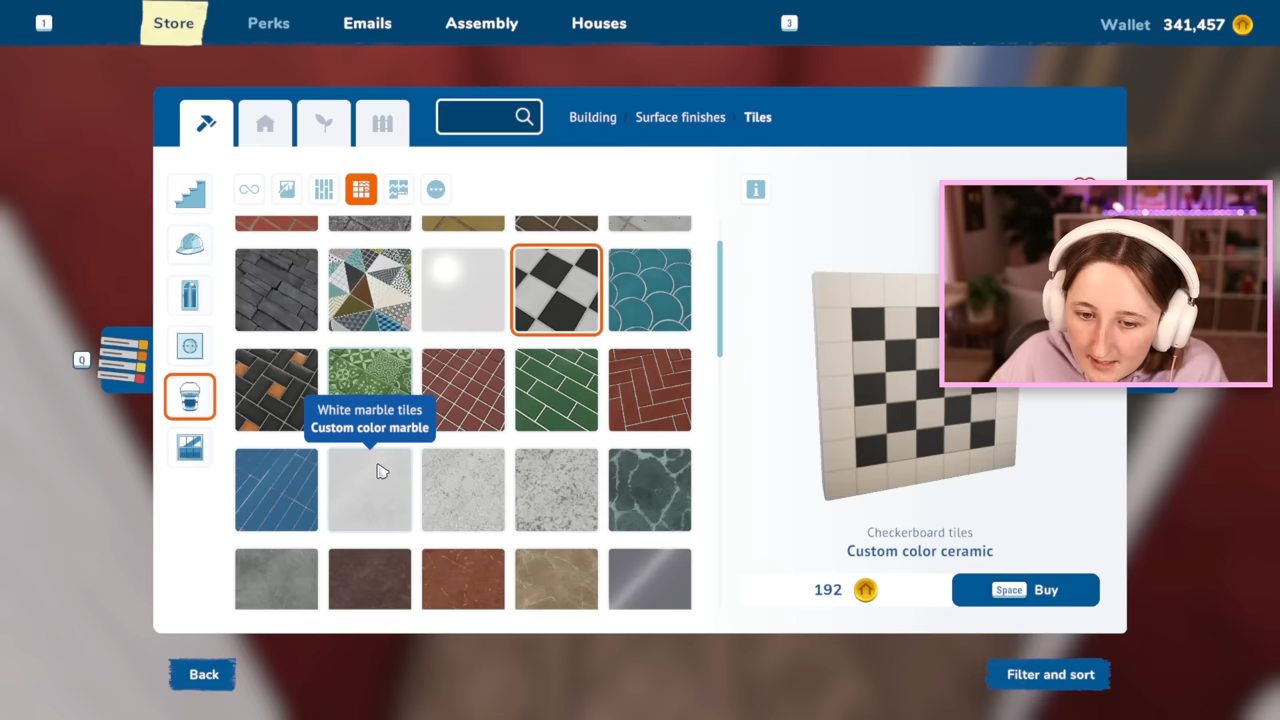 1
Store
Perks
Emails
Assembly
Houses
3
Wallet 341,457
Building
Surface finishes
Tiles
Q
White marble tiles
Custom color marble
Checkerboard tiles
Custom color ceramic
192
Space Buy
Back
Filter and sort